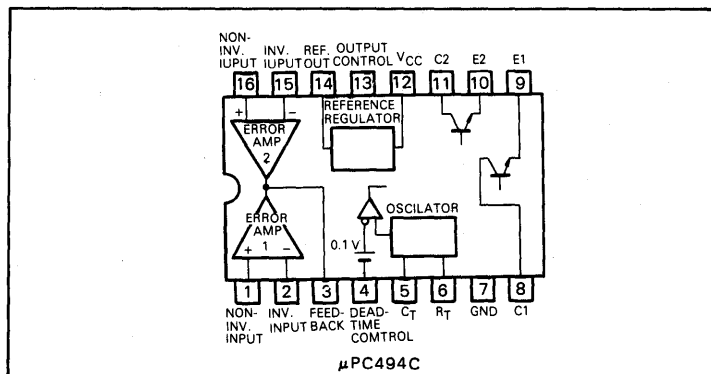 NON-
INV.
IUPUT
INV.
IUPUT
REF.
OUT
OUTPUT
CONTROL
VCC
C2
E2
E1
16 15 14 13 12 11 10 9
+ −
ERROR
AMP
2
REFERENCE
REGULATOR
ERROR
AMP
1
+ −
0.1 V
OSCILATOR
1 2 3 4 5 6 7 8
NON-
INV.
INPUT
INV.
INPUT
FEED-
BACK
DEAD-
TIME
COMTROL
CT
RT
GND
C1
μPC494C